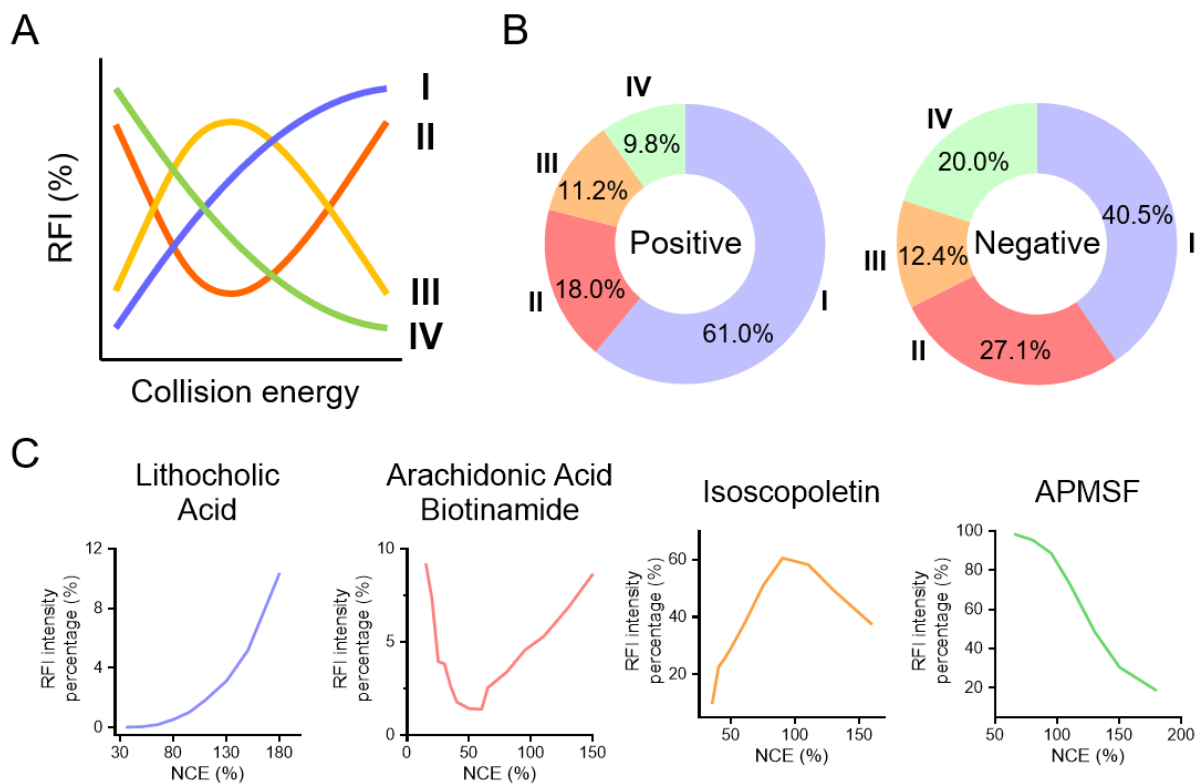 A
RFI (%)
Collision energy
I
II
III
IV
B
IV
9.8%
III
11.2%
Positive
18.0%
II
I
61.0%
IV
20.0%
40.5%
I
III
12.4%
Negative
II
27.1%
C
Lithocholic
Acid
RFI intensity
percentage (%)
12
8
4
0
30
80
130
180
NCE (%)
Arachidonic Acid
Biotinamide
RFI intensity
percentage (%)
10
5
0
0
50
100
150
NCE (%)
Isoscopoletin
RFI intensity
percentage (%)
60
40
20
50
100
150
NCE (%)
APMSF
RFI intensity
percentage (%)
100
80
60
40
20
50
100
150
200
NCE (%)